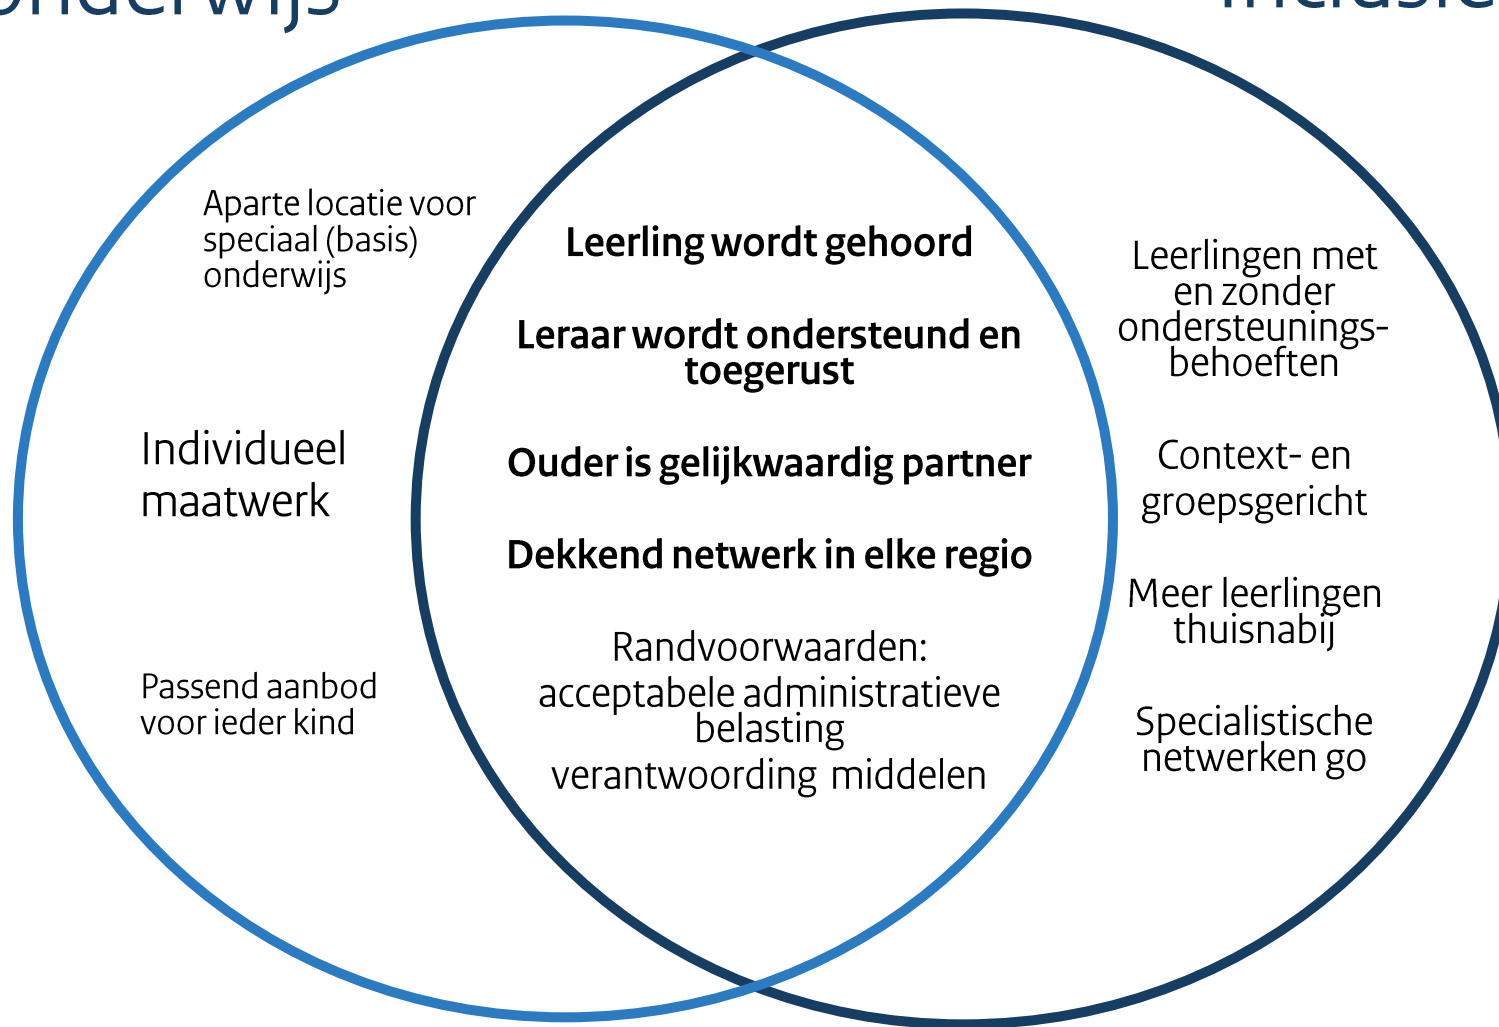 onderwijs
Aparte locatie voor
speciaal (basis)
onderwijs
Individueel
maatwerk
Passend aanbod
voor ieder kind
Leerling wordt gehoord
Leraar wordt ondersteund en
toegerust
Ouder is gelijkwaardig partner
Dekkend netwerk in elke regio
Randvoorwaarden:
acceptabele administratieve
belasting
verantwoording middelen
Leerlingen met
en zonder
ondersteunings-
behoeften
Context- en
groepsgericht
Meer leerlingen
thuisnabij
Specialistische
netwerken go